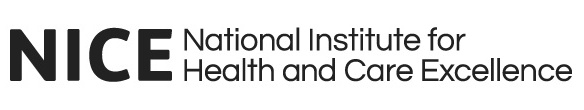 NICE National Institute for
Health and Care Excellence